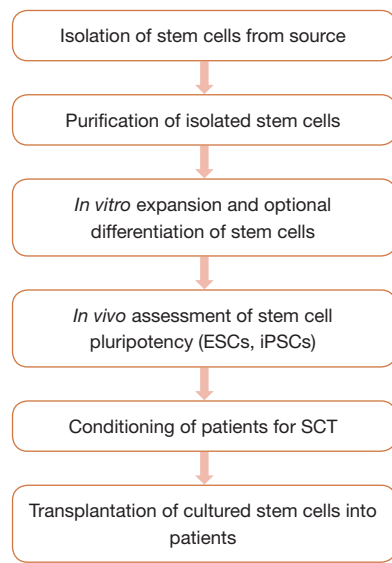 Isolation of stem cells from source
Purification of isolated stem cells
In vitro expansion and optional
differentiation of stem cells
In vivo assessment of stem cell
pluripotency (ESCs, iPSCs)
Conditioning of patients for SCT
Transplantation of cultured stem cells into
patients